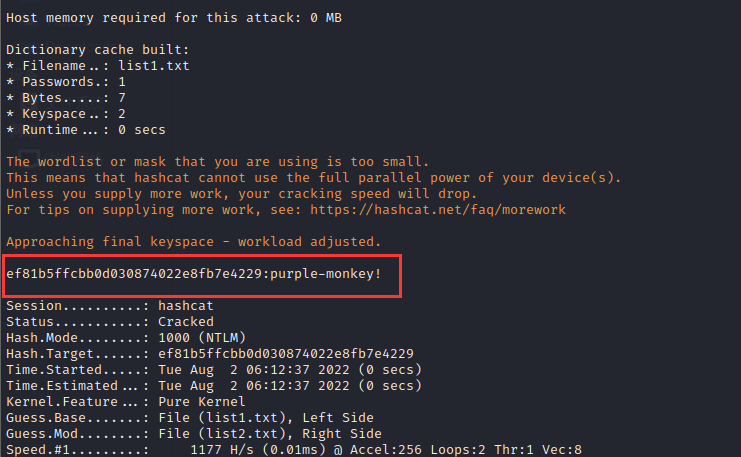 Host memory required for this attack: 0 MB
Dictionary cache built:
* Filename..: list1.txt
* Passwords.: 1
* Bytes.....: 7
* Keyspace..: 2
* Runtime...: 0 secs
The wordlist or mask that you are using is too small.
This means that hashcat cannot use the full parallel power of your device(s).
Unless you supply more work, your cracking speed will drop.
For tips on supplying more work, see: https://hashcat.net/faq/morework
Approaching final keyspace - workload adjusted.
ef81b5ffcbb0d030874022e8fb7e4229:purple-monkey!
Session..........: hashcat
Status...........: Cracked
Hash.Mode........: 1000 (NTLM)
Hash.Target......: ef81b5ffcbb0d030874022e8fb7e4229
Time.Started.....: Tue Aug  2 06:12:37 2022 (0 secs)
Time.Estimated...: Tue Aug  2 06:12:37 2022 (0 secs)
Kernel.Feature...: Pure Kernel
Guess.Base.......: File (list1.txt), Left Side
Guess.Mod........: File (list2.txt), Right Side
Speed.#1.........:     1177 H/s (0.01ms) @ Accel:256 Loops:2 Thr:1 Vec:8